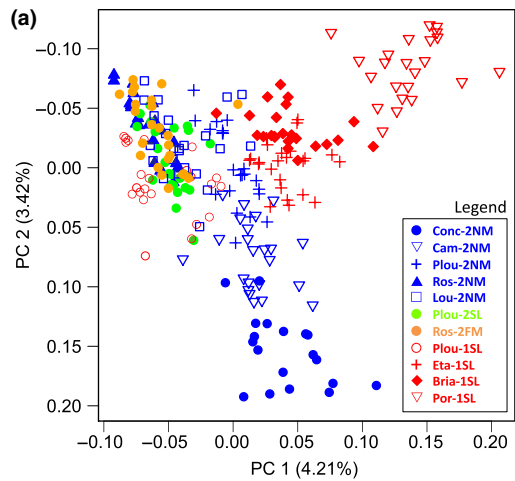 (a)
−0.10
−0.05
0.00
0.05
0.10
0.15
0.20
PC 2 (3.42%)
Legend
Conc-2NM
Cam-2NM
Plou-2NM
Ros-2NM
Lou-2NM
Plou-2SL
Ros-2FM
Plou-1SL
Eta-1SL
Bria-1SL
Por-1SL
−0.10 −0.05 0.00 0.05 0.10 0.15 0.20
PC 1 (4.21%)